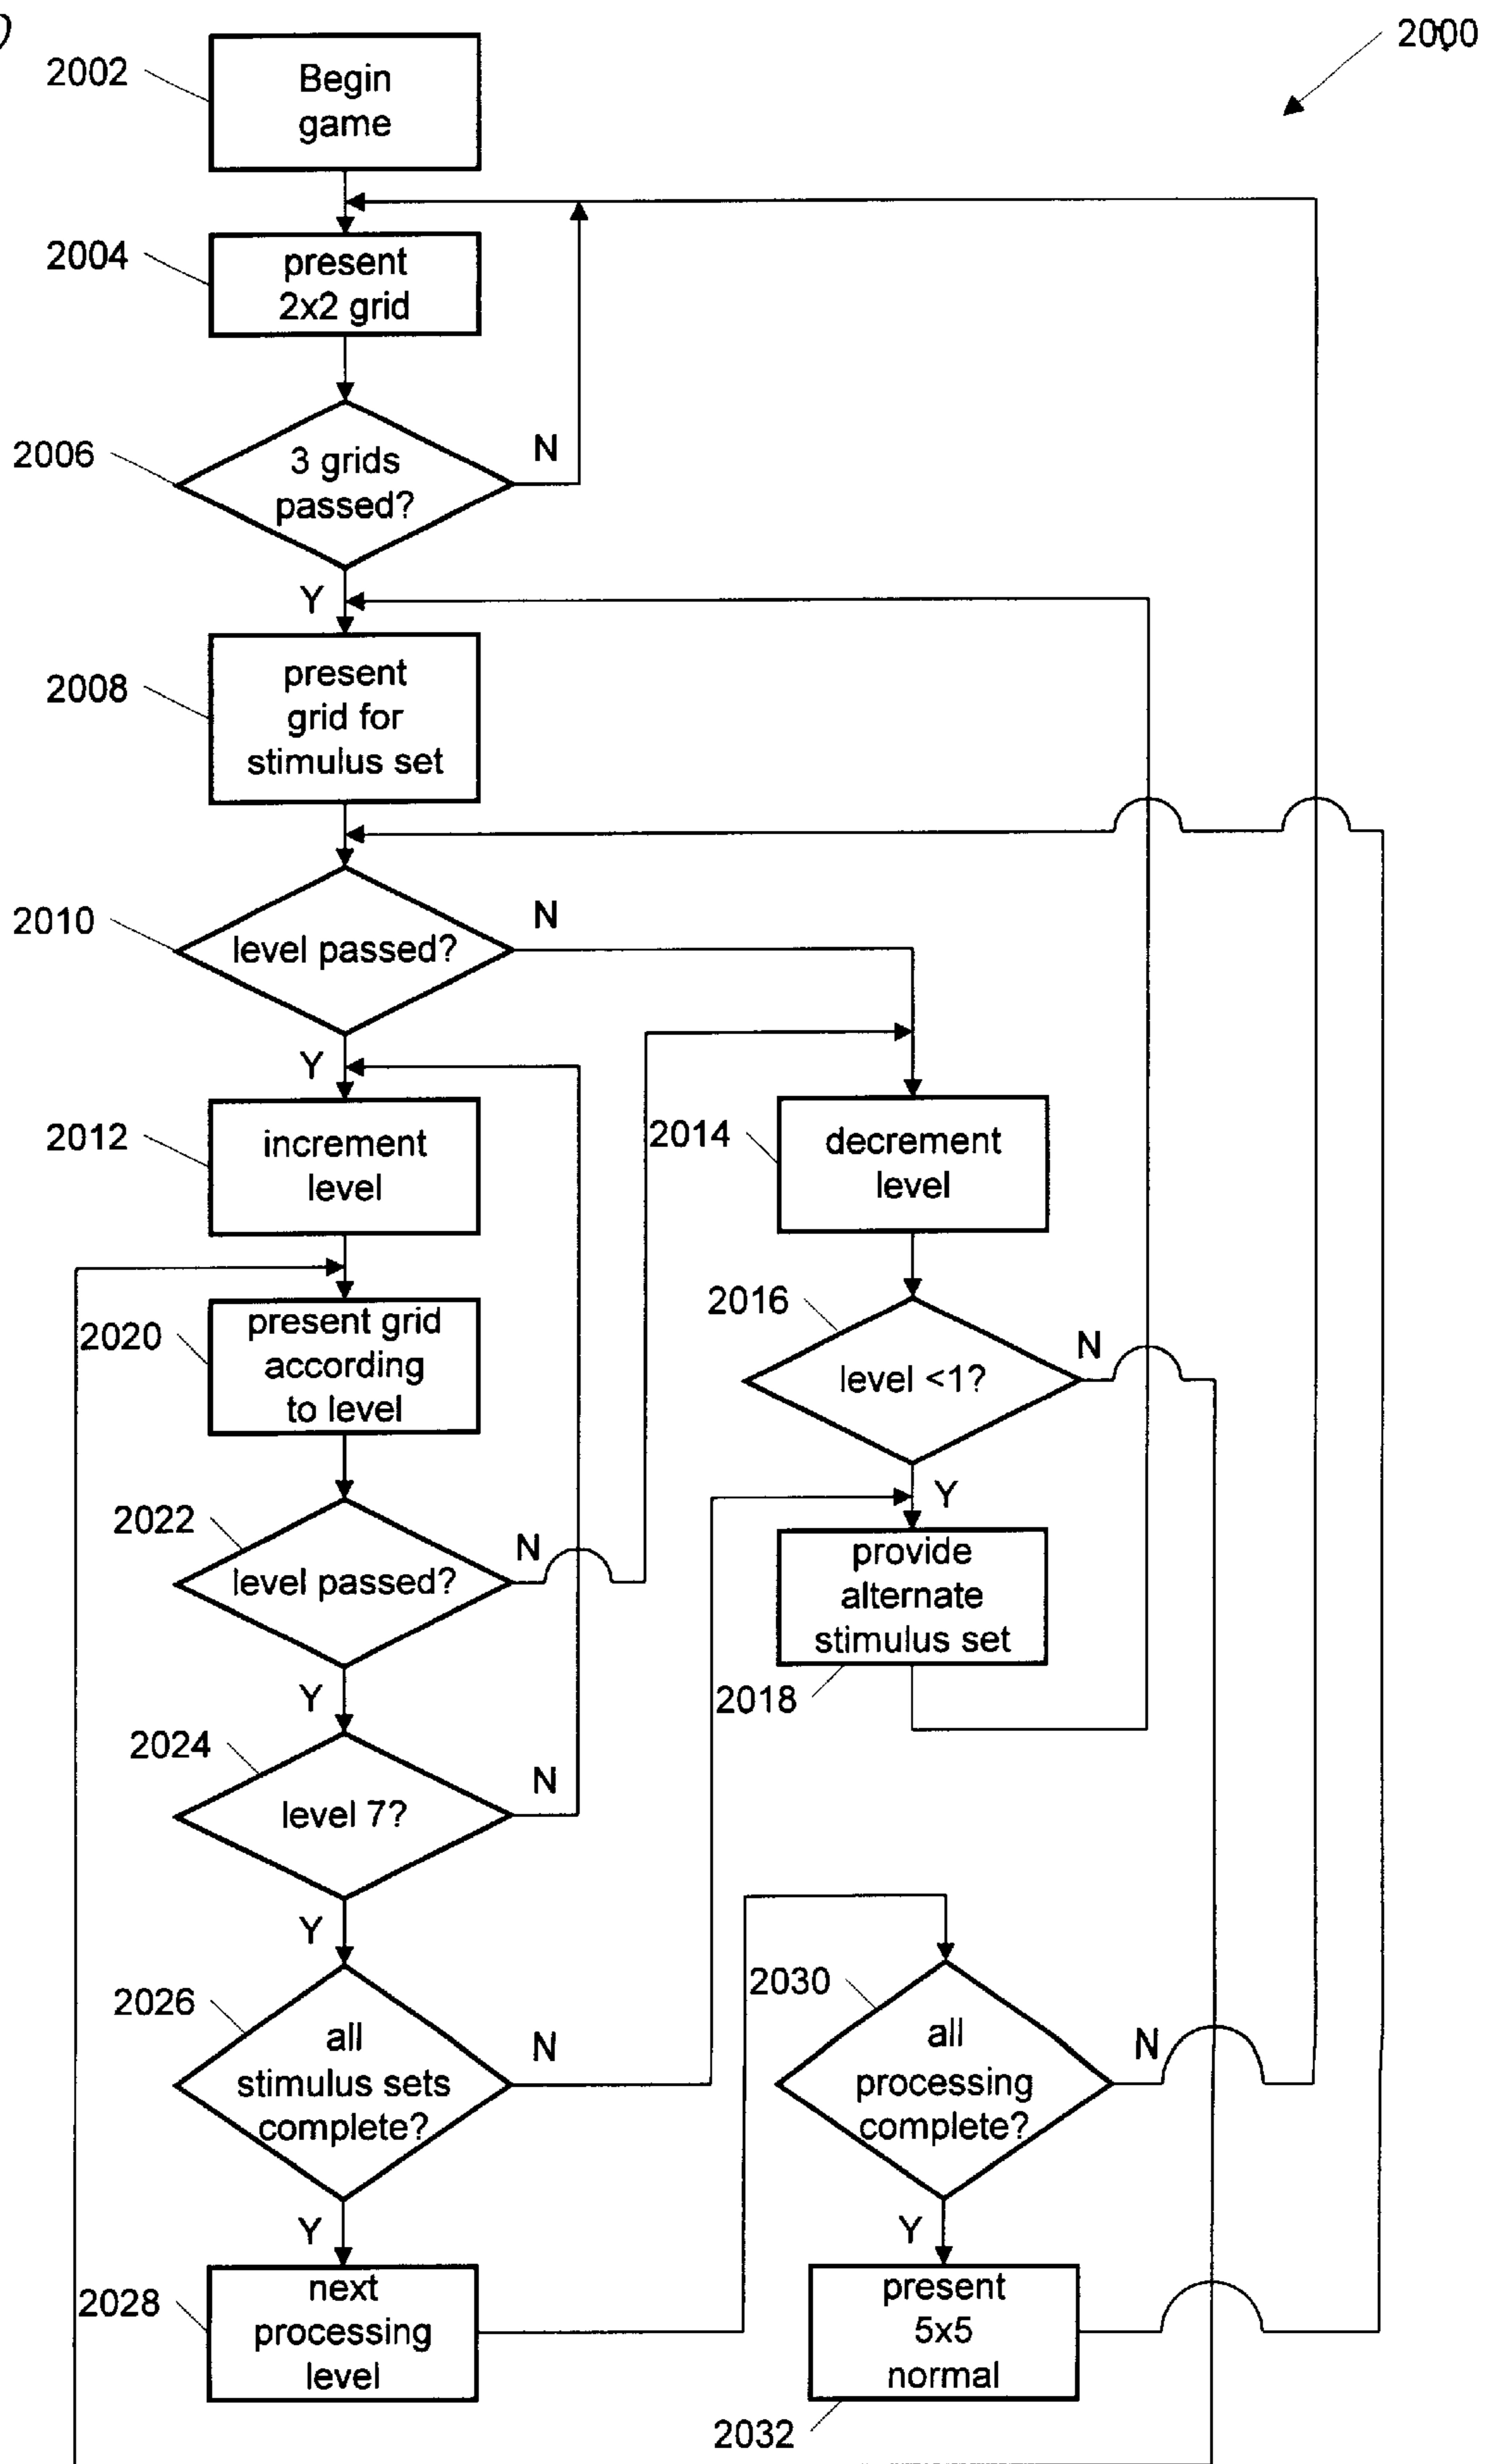 2000
2002
Begin
game
2004
present
2x2 grid
2006
3 grids
passed?
N
Y
2008
present
grid for
stimulus set
2010
level passed?
N
Y
2012
increment
level
2014
decrement
level
2016
level <1?
N
Y
2018
provide
alternate
stimulus set
2020
present grid
according
to level
2022
level passed?
N
Y
2024
level 7?
N
Y
2026
all
stimulus sets
complete?
N
Y
2028
next
processing
level
2030
all
processing
complete?
N
Y
2032
present
5x5
normal